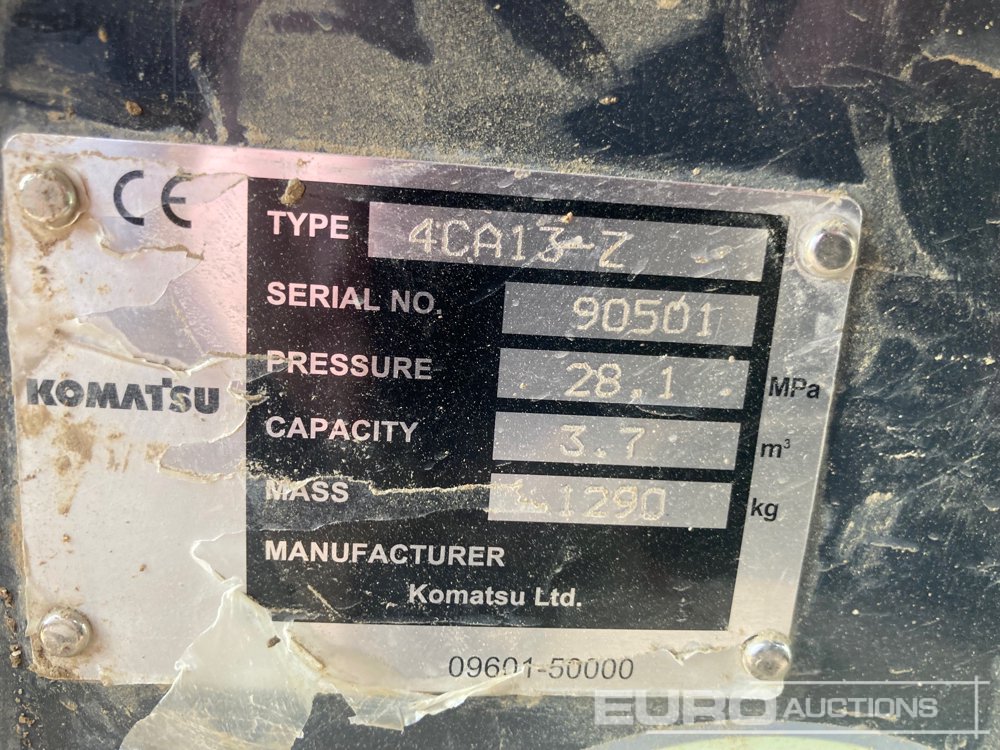 CE
TYPE 4CA13-Z
SERIAL NO. 90501
PRESSURE 28.1 MPa
KOMATSU
CAPACITY 3.7 m³
MASS 1290 kg
MANUFACTURER
Komatsu Ltd.
09601-50000
EURO AUCTIONS